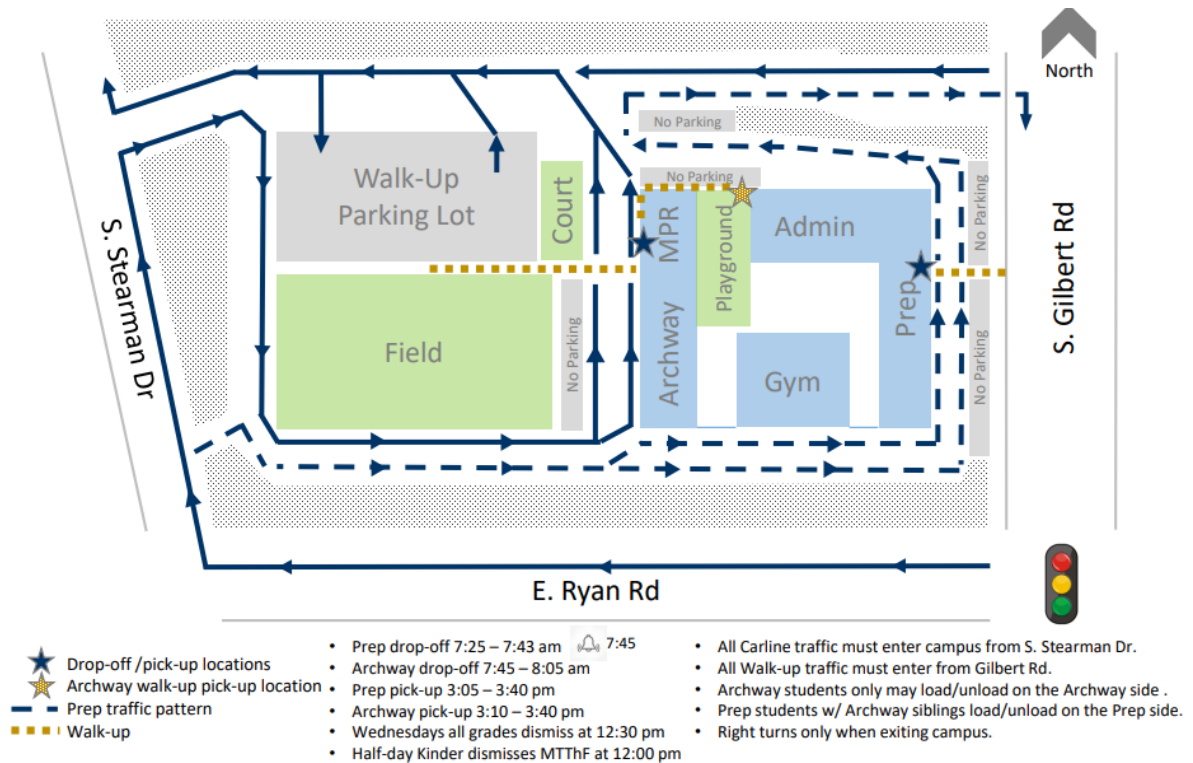 North
No Parking
Walk-Up
Parking Lot
Court
No Parking
MPR
Playground
Admin
No Parking
S. Stearman Dr
S. Gilbert Rd
Field
No Parking
Archway
Prep
Gym
No Parking
E. Ryan Rd
Drop-off /pick-up locations
Archway walk-up pick-up location
Prep traffic pattern
Walk-up
• Prep drop-off 7:25 – 7:43 am 7:45
• Archway drop-off 7:45 – 8:05 am
• Prep pick-up 3:05 – 3:40 pm
• Archway pick-up 3:10 – 3:40 pm
• Wednesdays all grades dismiss at 12:30 pm
• Half-day Kinder dismisses MTThF at 12:00 pm
• All Carline traffic must enter campus from S. Stearman Dr.
• All Walk-up traffic must enter from Gilbert Rd.
• Archway students only may load/unload on the Archway side .
• Prep students w/ Archway siblings load/unload on the Prep side.
• Right turns only when exiting campus.